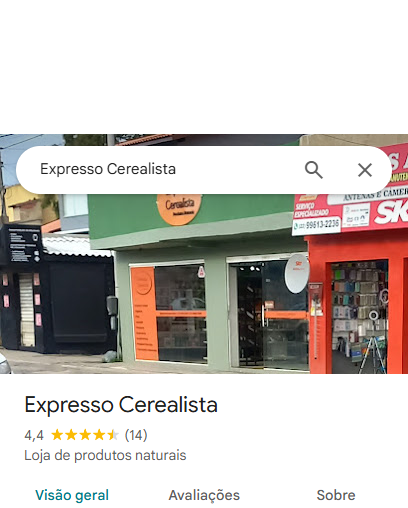 Expresso Cerealista
Cerealista
SERVIÇO
ESPECIALIZADO
99613-2236
ANTENAS E CAMER
SK
Expresso Cerealista
4,4 (14)
Loja de produtos naturais
Visão geral
Avaliações
Sobre